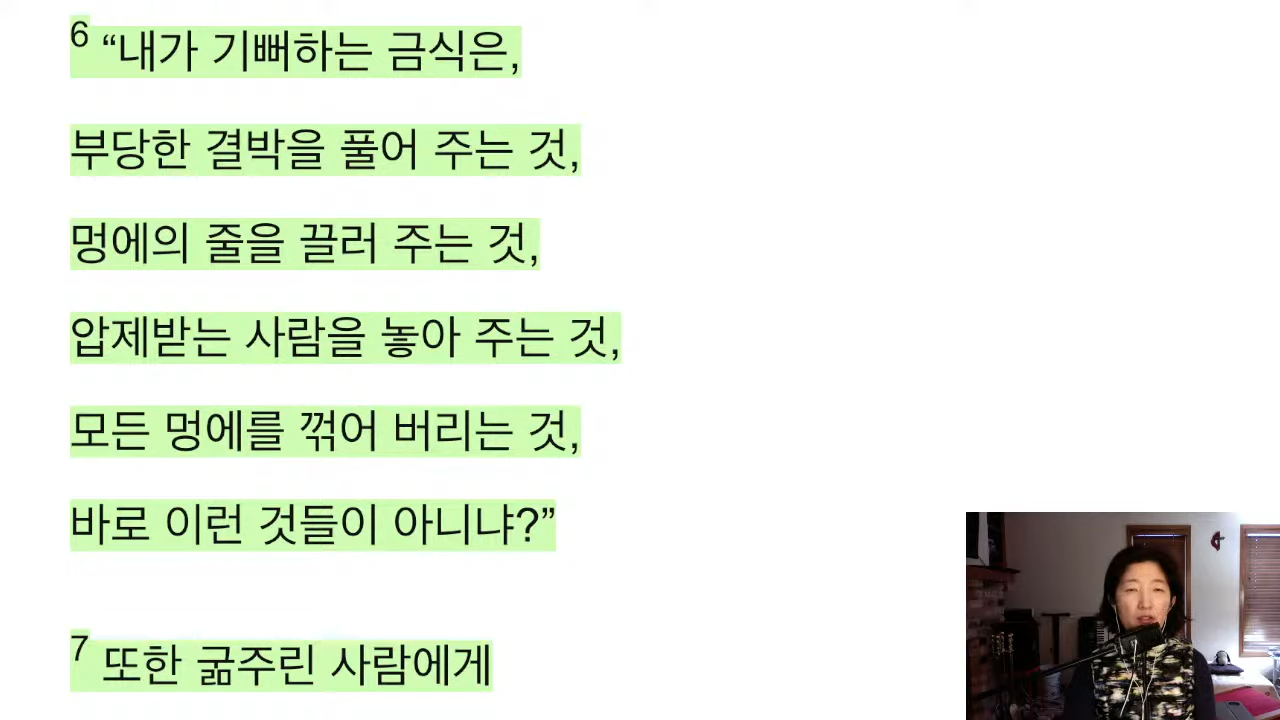 6 “내가 기뻐하는 금식은,
부당한 결박을 풀어 주는 것,
멍에의 줄을 끌러 주는 것,
압제받는 사람을 놓아 주는 것,
모든 멍에를 꺾어 버리는 것,
바로 이런 것들이 아니냐?”
7 또한 굶주린 사람에게